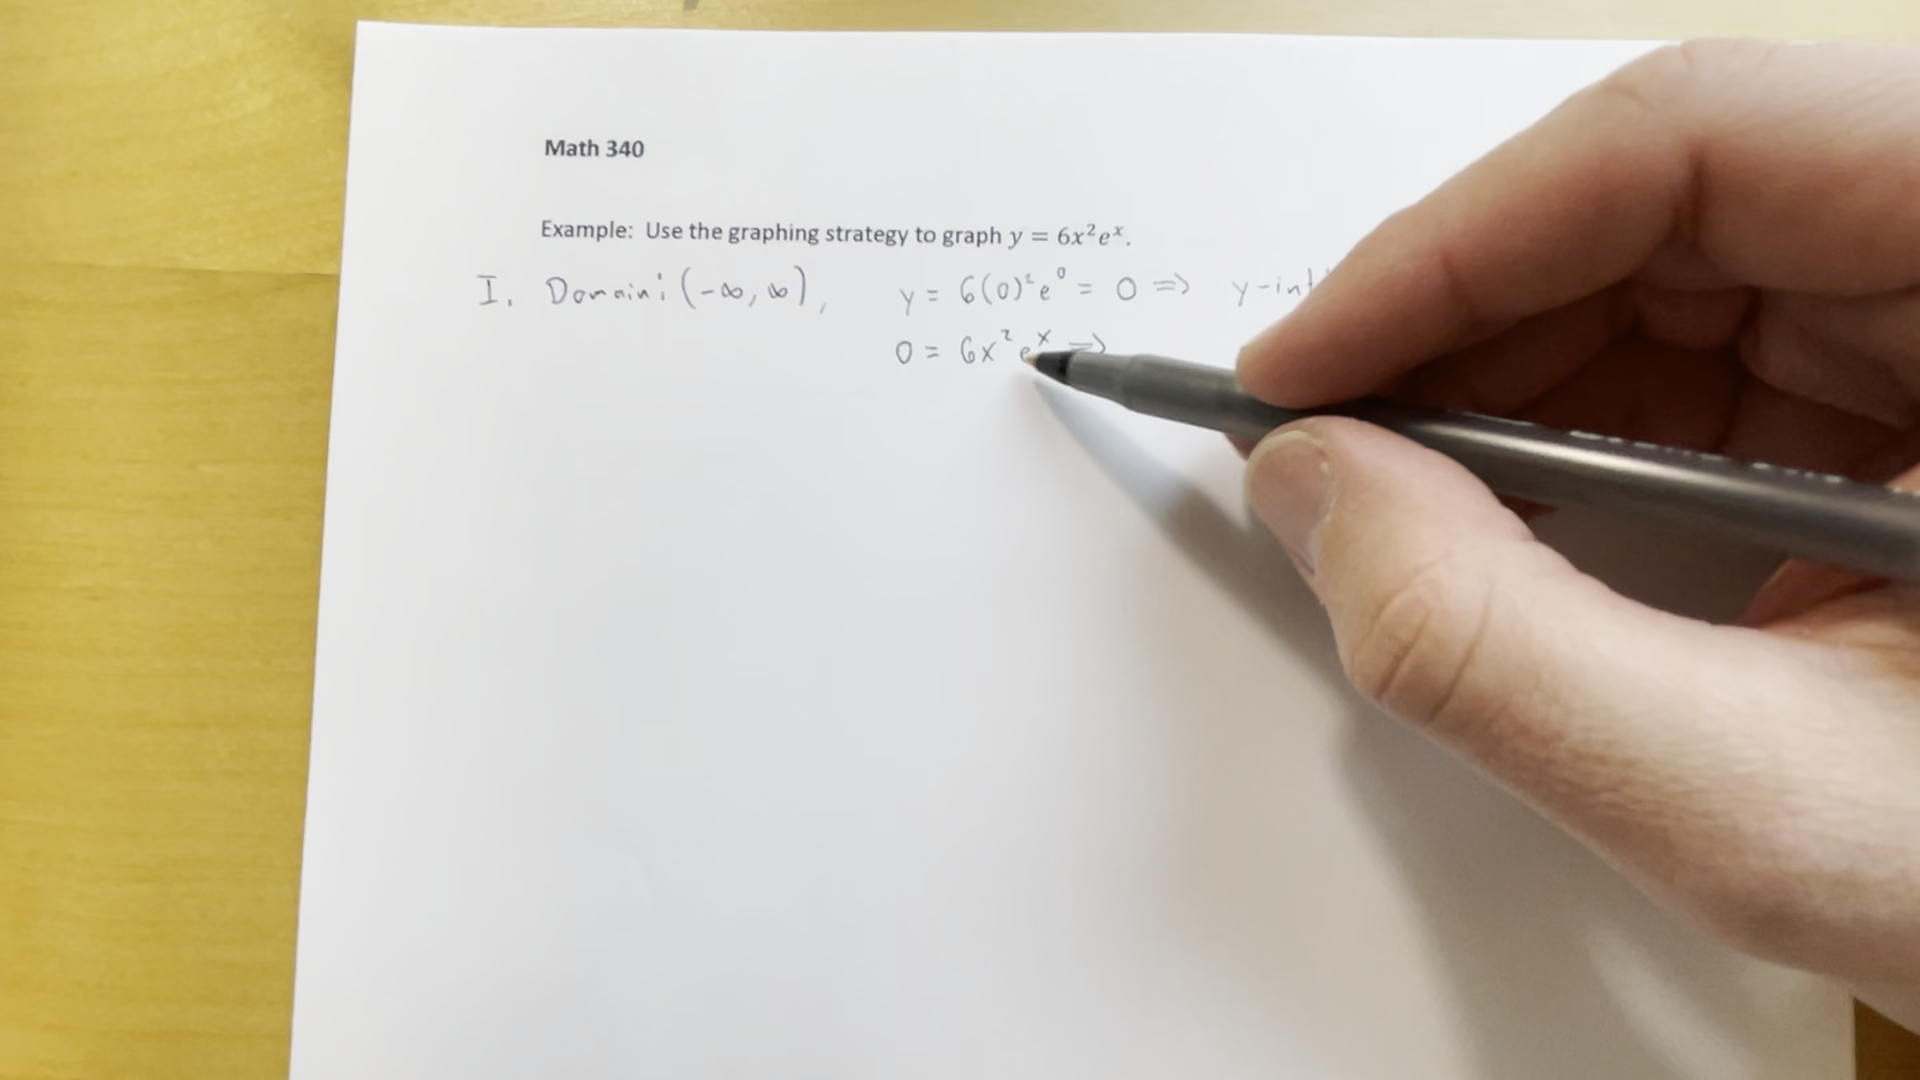 Math 340
Example: Use the graphing strategy to graph y = 6x²eˣ.
I. Domain: (-∞, ∞), y = 6(0)²e⁰ = 0 => y-int
0 = 6x²eˣ =>